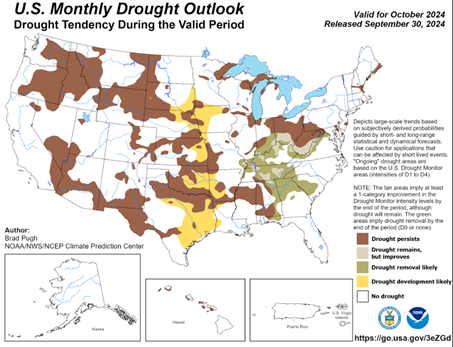 U.S. Monthly Drought Outlook
Drought Tendency During the Valid Period
Valid for October 2024
Released September 30, 2024
Depicts large-scale trends based
on subjectively derived probabilities
guided by short- and long-range
statistical and dynamical forecasts.
Use caution for applications that
can be affected by short lived events.
"Ongoing" drought areas are
based on the U.S. Drought Monitor
areas (intensities of D1 to D4).
NOTE: The tan areas imply at least
a 1-category improvement in the
Drought Monitor intensity levels by
the end of the period, although
drought will remain. The green
areas imply drought removal by the
end of the period (D0 or none).
Author:
Brad Pugh
NOAA/NWS/NCEP Climate Prediction Center
Drought persists
Drought remains,
but improves
Drought removal likely
Drought development likely
No drought
Alaska
Hawaii
Puerto Rico
U.S. Virgin
Islands
NOAA
https://go.usa.gov/3eZGd